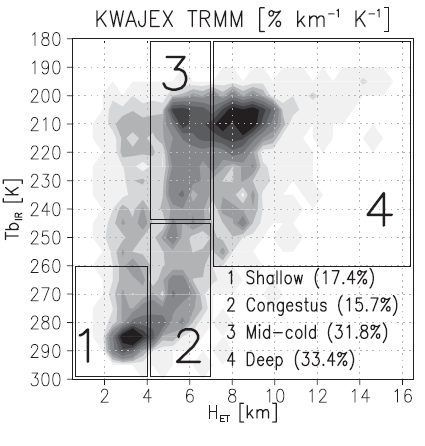 KWAJEX TRMM [% km⁻¹ K⁻¹]
180
190
200
210
220
230
240
250
260
270
280
290
300
Tb_IR [K]
3
4
1
2
1 Shallow (17.4%)
2 Congestus (15.7%)
3 Mid-cold (31.8%)
4 Deep (33.4%)
2 4 6 8 10 12 14 16
H_ET [km]